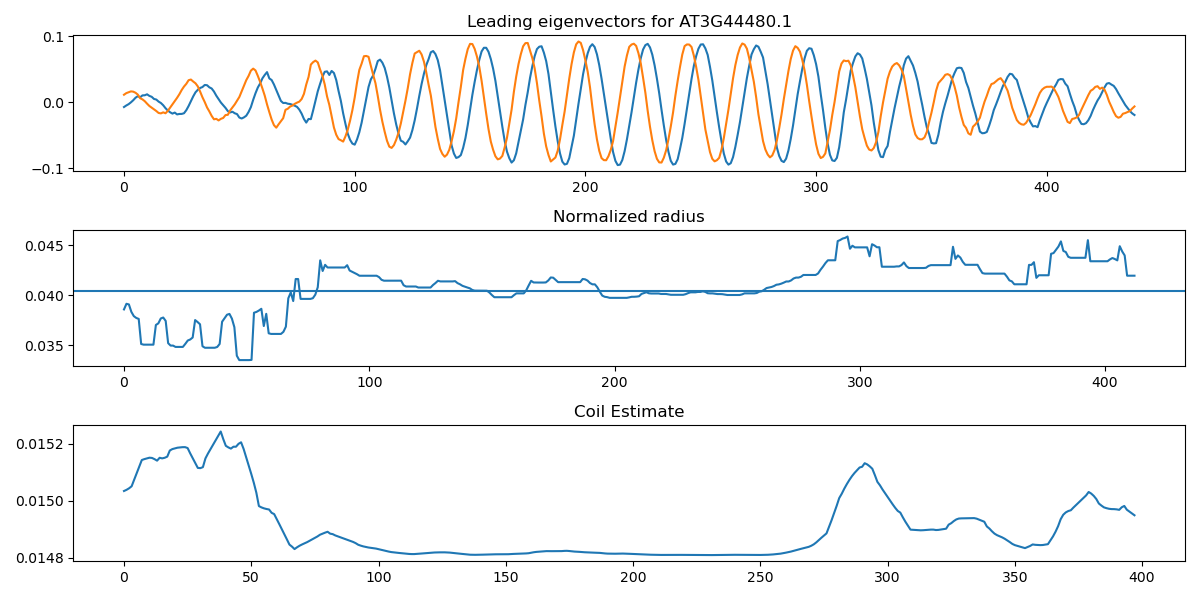 Leading eigenvectors for AT3G44480.1
0.1
0.0
−0.1
0 100 200 300 400
Normalized radius
0.045
0.040
0.035
0 100 200 300 400
Coil Estimate
0.0152
0.0150
0.0148
0 50 100 150 200 250 300 350 400